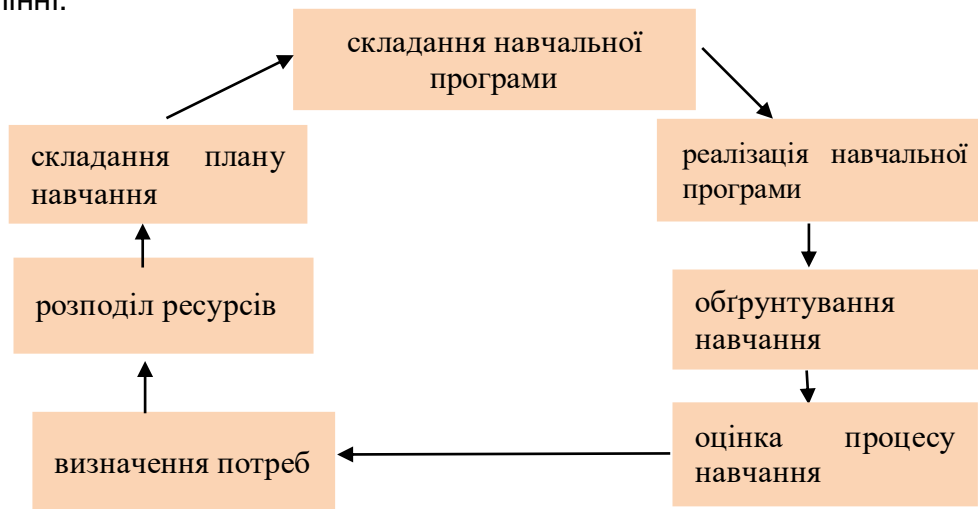 складання навчальної
програми
складання плану
навчання
реалізація навчальної
програми
розподіл ресурсів
обґрунтування
навчання
визначення потреб
оцінка процесу
навчання